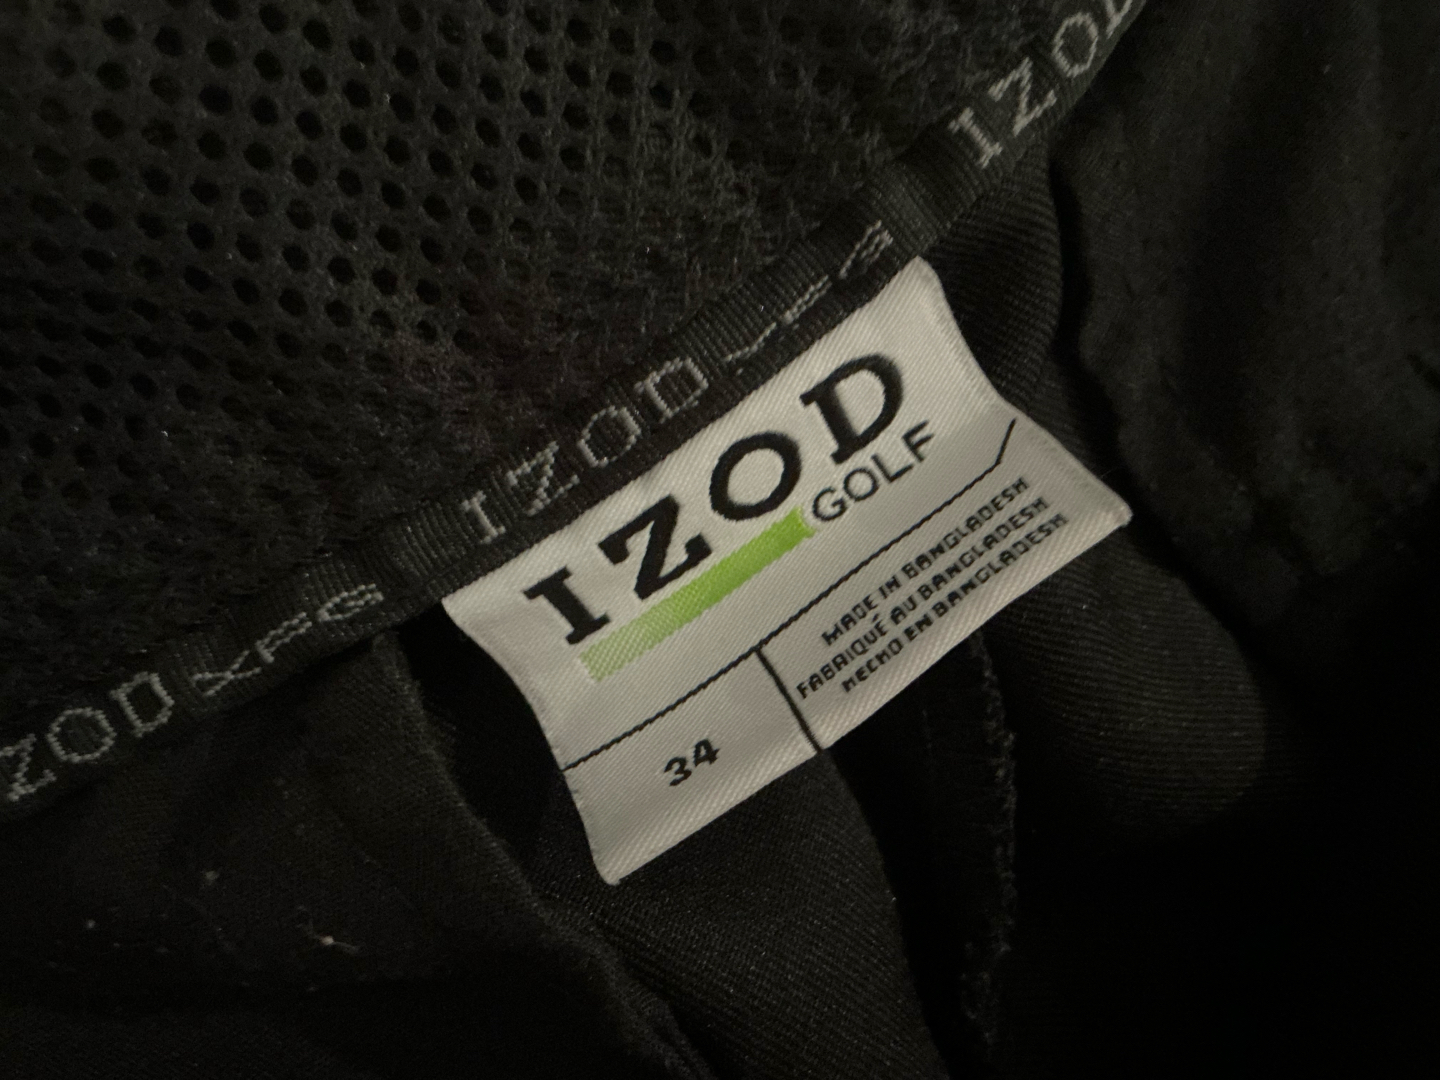 IZOD
IZOD XFG IZOD XFG IZOD
IZOD
GOLF
34
MADE IN BANGLADESH
FABRIQUÉ AU BANGLADESH
HECHO EN BANGLADESH